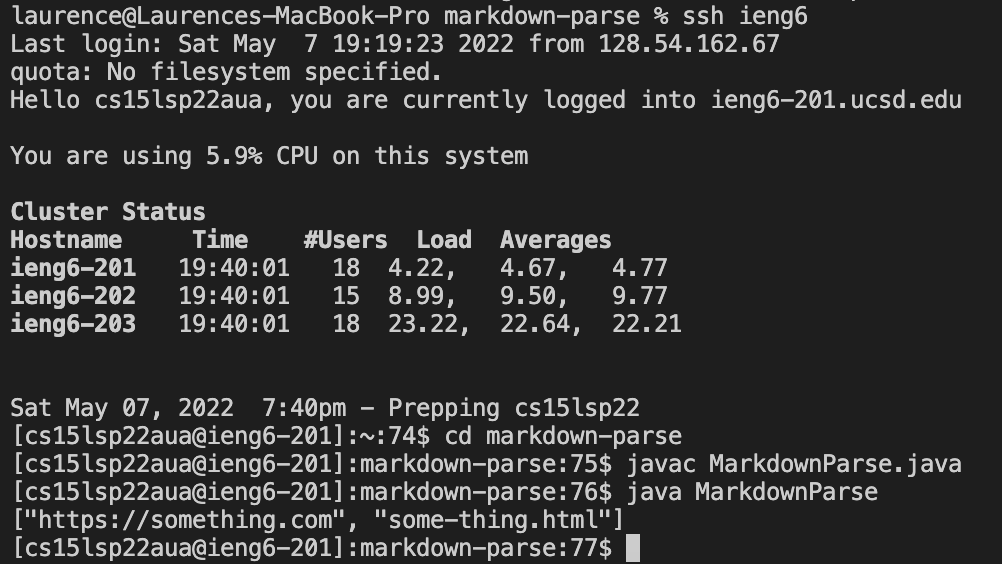 laurence@Laurences-MacBook-Pro markdown-parse % ssh ieng6
Last login: Sat May  7 19:19:23 2022 from 128.54.162.67
quota: No filesystem specified.
Hello cs15lsp22aua, you are currently logged into ieng6-201.ucsd.edu
You are using 5.9% CPU on this system
Cluster Status
Hostname     Time    #Users  Load  Averages
ieng6-201   19:40:01   18  4.22,   4.67,   4.77
ieng6-202   19:40:01   15  8.99,   9.50,   9.77
ieng6-203   19:40:01   18  23.22,  22.64,  22.21
Sat May 07, 2022  7:40pm - Prepping cs15lsp22
[cs15lsp22aua@ieng6-201]:~:74$ cd markdown-parse
[cs15lsp22aua@ieng6-201]:markdown-parse:75$ javac MarkdownParse.java
[cs15lsp22aua@ieng6-201]:markdown-parse:76$ java MarkdownParse
["https://something.com", "some-thing.html"]
[cs15lsp22aua@ieng6-201]:markdown-parse:77$